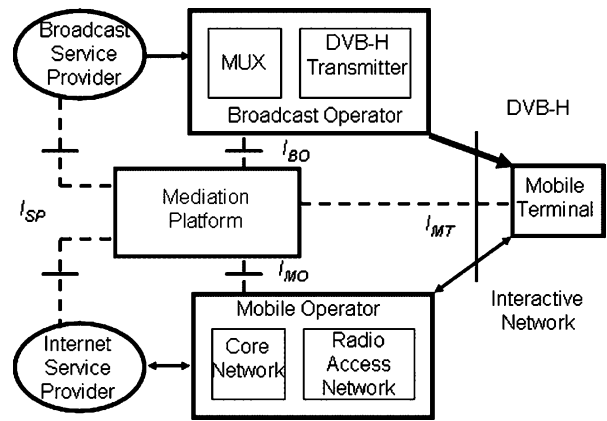 Broadcast
Service
Provider
MUX
DVB-H
Transmitter
Broadcast Operator
DVB-H
I_BO
Mediation
Platform
I_SP
I_MT
Mobile
Terminal
I_MO
Mobile Operator
Core
Network
Radio
Access
Network
Interactive
Network
Internet
Service
Provider